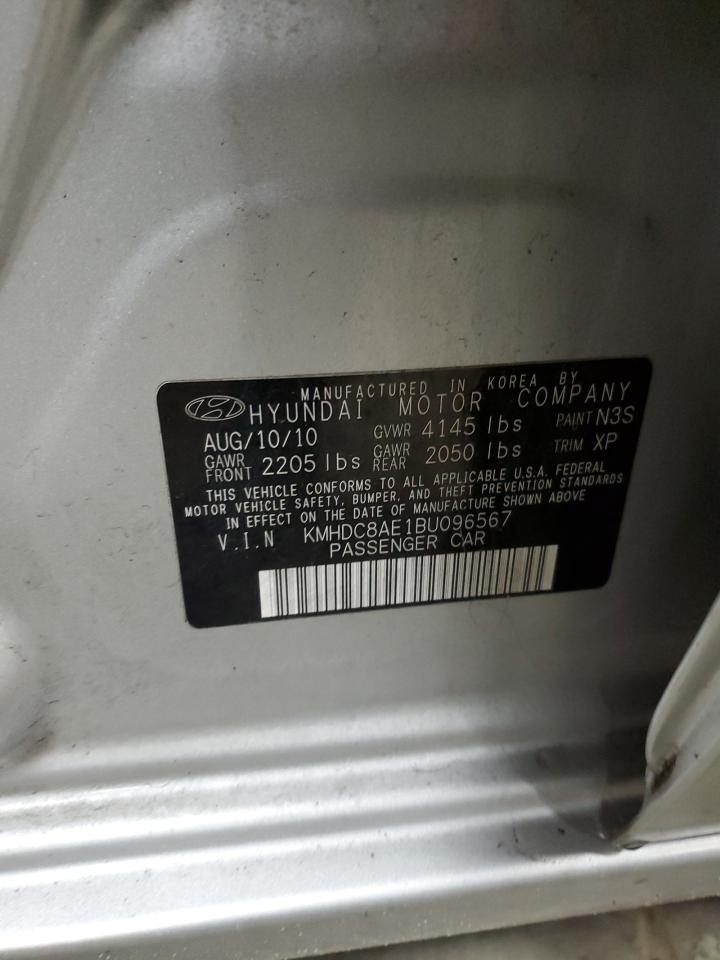 MANUFACTURED IN KOREA BY
HYUNDAI MOTOR COMPANY
AUG/10/10 GVWR 4145 lbs PAINT N3S
GAWR FRONT 2205 lbs GAWR REAR 2050 lbs TRIM XP
THIS VEHICLE CONFORMS TO ALL APPLICABLE U.S.A. FEDERAL
MOTOR VEHICLE SAFETY, BUMPER, AND THEFT PREVENTION STANDARDS
IN EFFECT ON THE DATE OF MANUFACTURE SHOWN ABOVE
V.I.N KMHDC8AE1BU096567
PASSENGER CAR